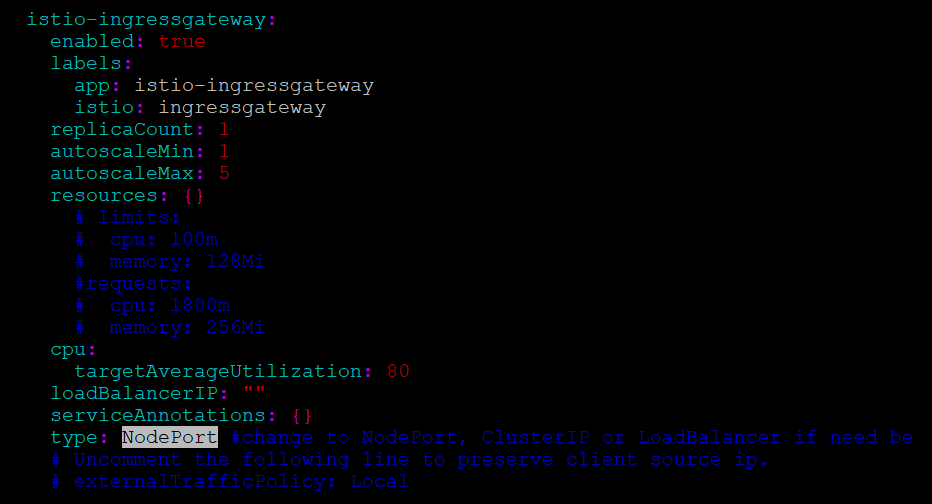 istio-ingressgateway:
  enabled: true
  labels:
    app: istio-ingressgateway
    istio: ingressgateway
  replicaCount: 1
  autoscaleMin: 1
  autoscaleMax: 5
  resources: {}
    # limits:
    #  cpu: 100m
    #  memory: 128Mi
    #requests:
    #  cpu: 1800m
    #  memory: 256Mi
  cpu:
    targetAverageUtilization: 80
  loadBalancerIP: ""
  serviceAnnotations: {}
  type: NodePort #change to NodePort, ClusterIP or LoadBalancer if need be
  # Uncomment the following line to preserve client source ip.
  # externalTrafficPolicy: Local